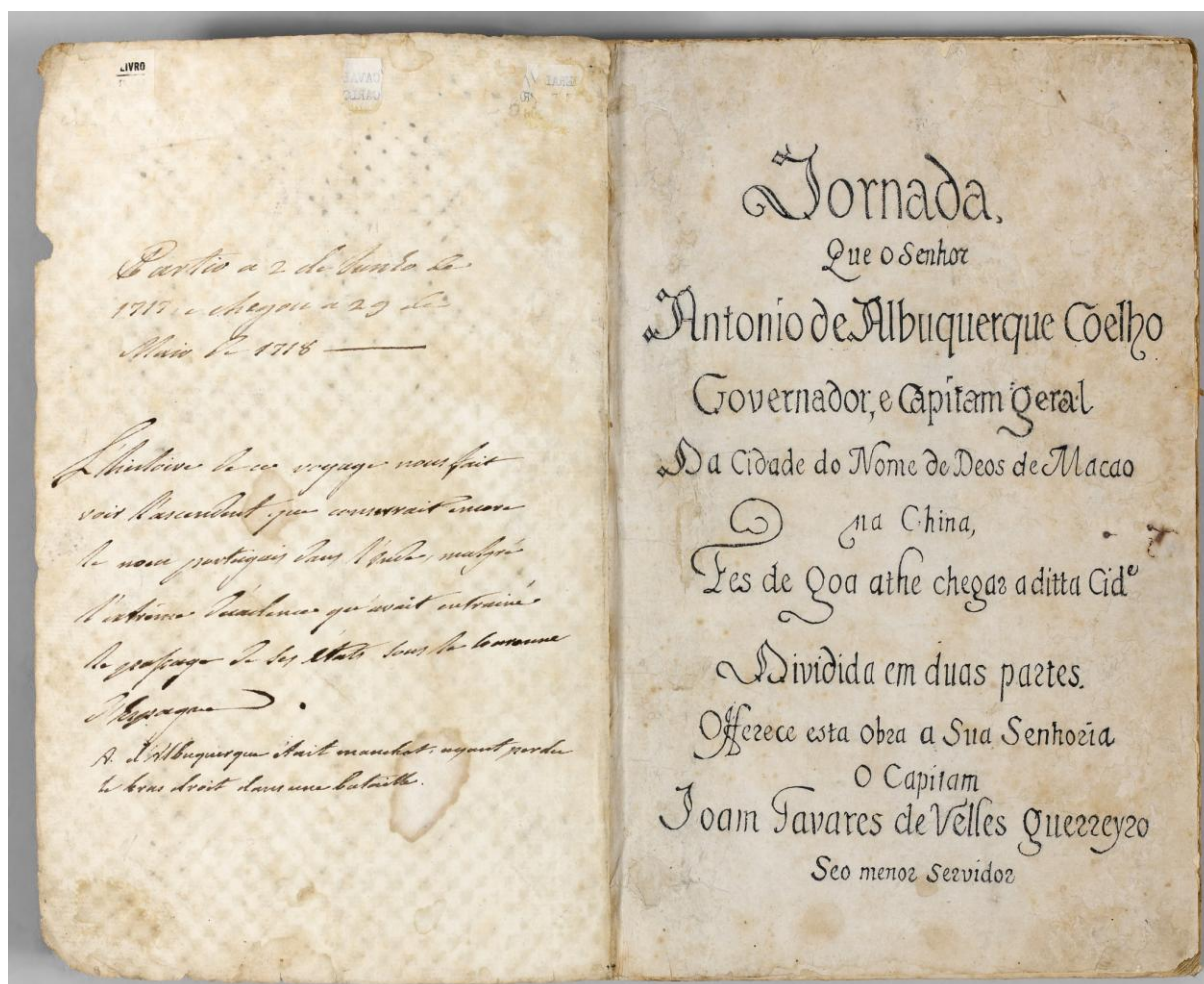 LIVRO
Partio a 2 de Junho de
1717 e chegou a 29 de
Maio de 1718
L'histoire de ce voyage nous fait
voir l'ascendent que conservait encore
le nom portugais dans l'Inde, malgré
l'extrême décadence qu'avait entrainé
le passage de ses états sous la couronne
d'Espagne.
A. d'Albuquerque était manchot, ayant perdu
le bras droit dans une bataille.
Jornada,
Que o Senhor
Antonio de Albuquerque Coelho
Governador, e Capitam geral
Da Cidade do Nome de Deos de Macao
na China,
Fes de Goa athe chegar a ditta Cidᵉ
Dividida em duas partes.
Offerece esta obra a Sua Senhoria
O Capitam
Joam Tavares de Velles Guerreyro
Seo menor Servidor